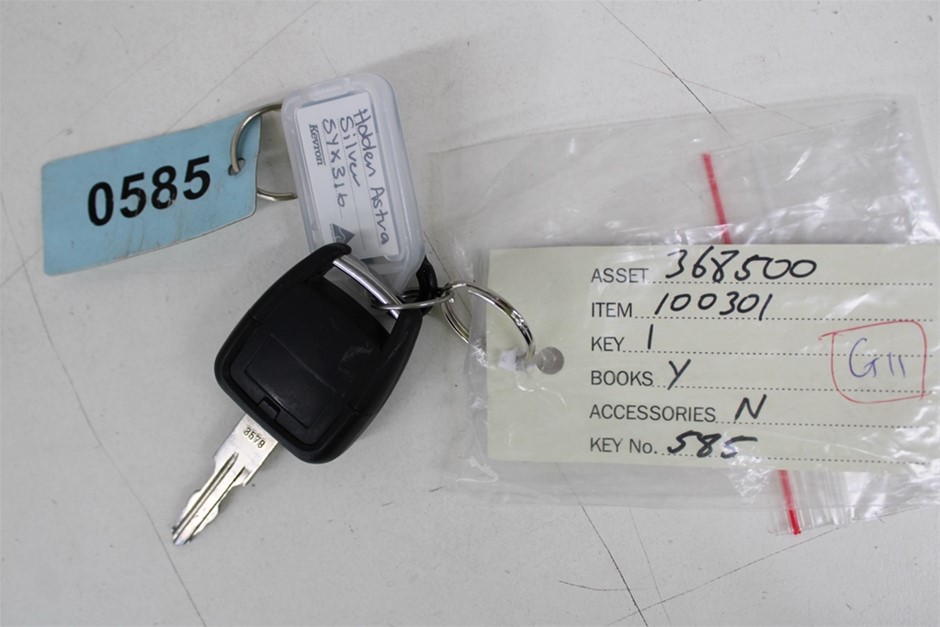 0585
Holden Astra
Silver
SYX316
Kevron
3578
ASSET 368500
ITEM 100301
KEY 1
BOOKS Y
ACCESSORIES N
KEY No. 585
G11